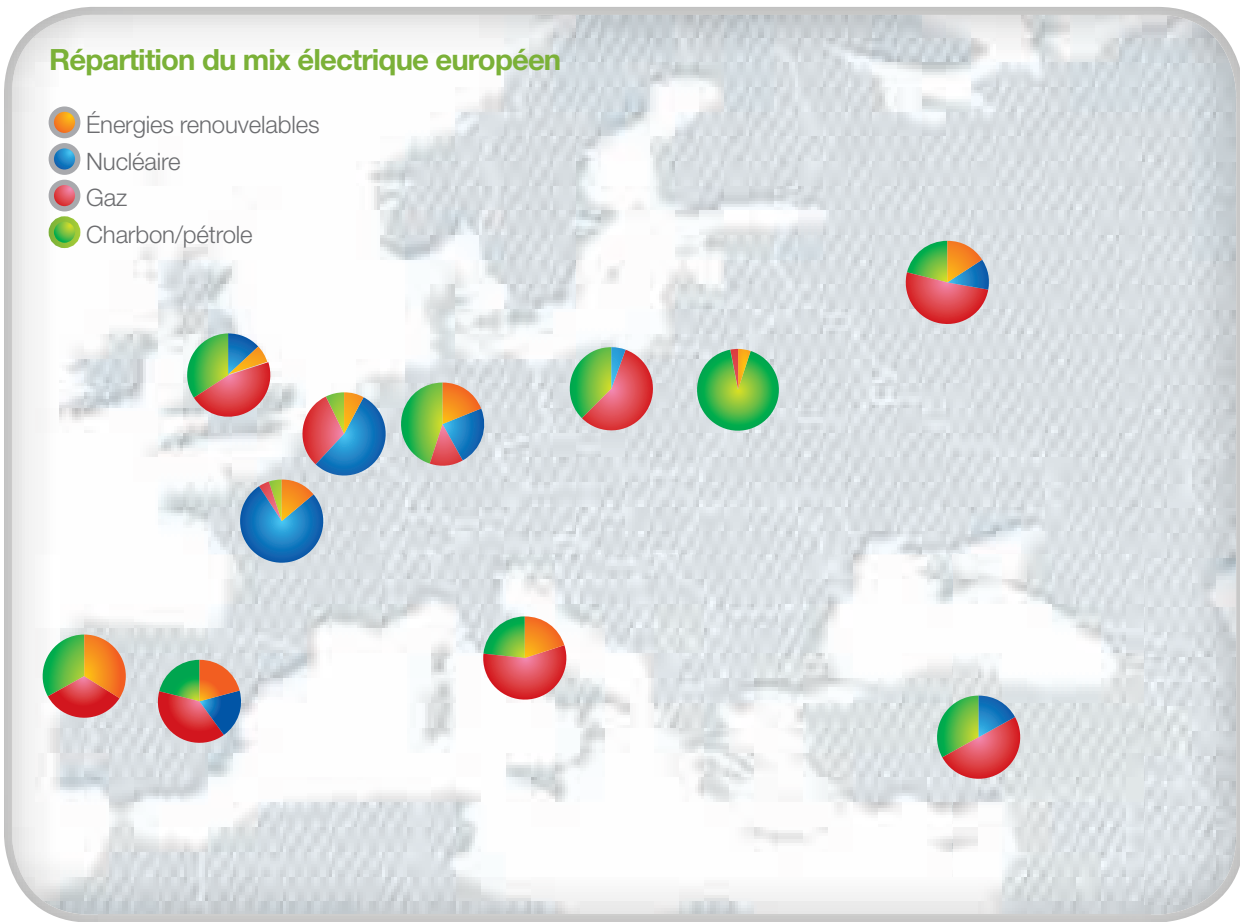 Répartition du mix électrique européen
Énergies renouvelables
Nucléaire
Gaz
Charbon/pétrole